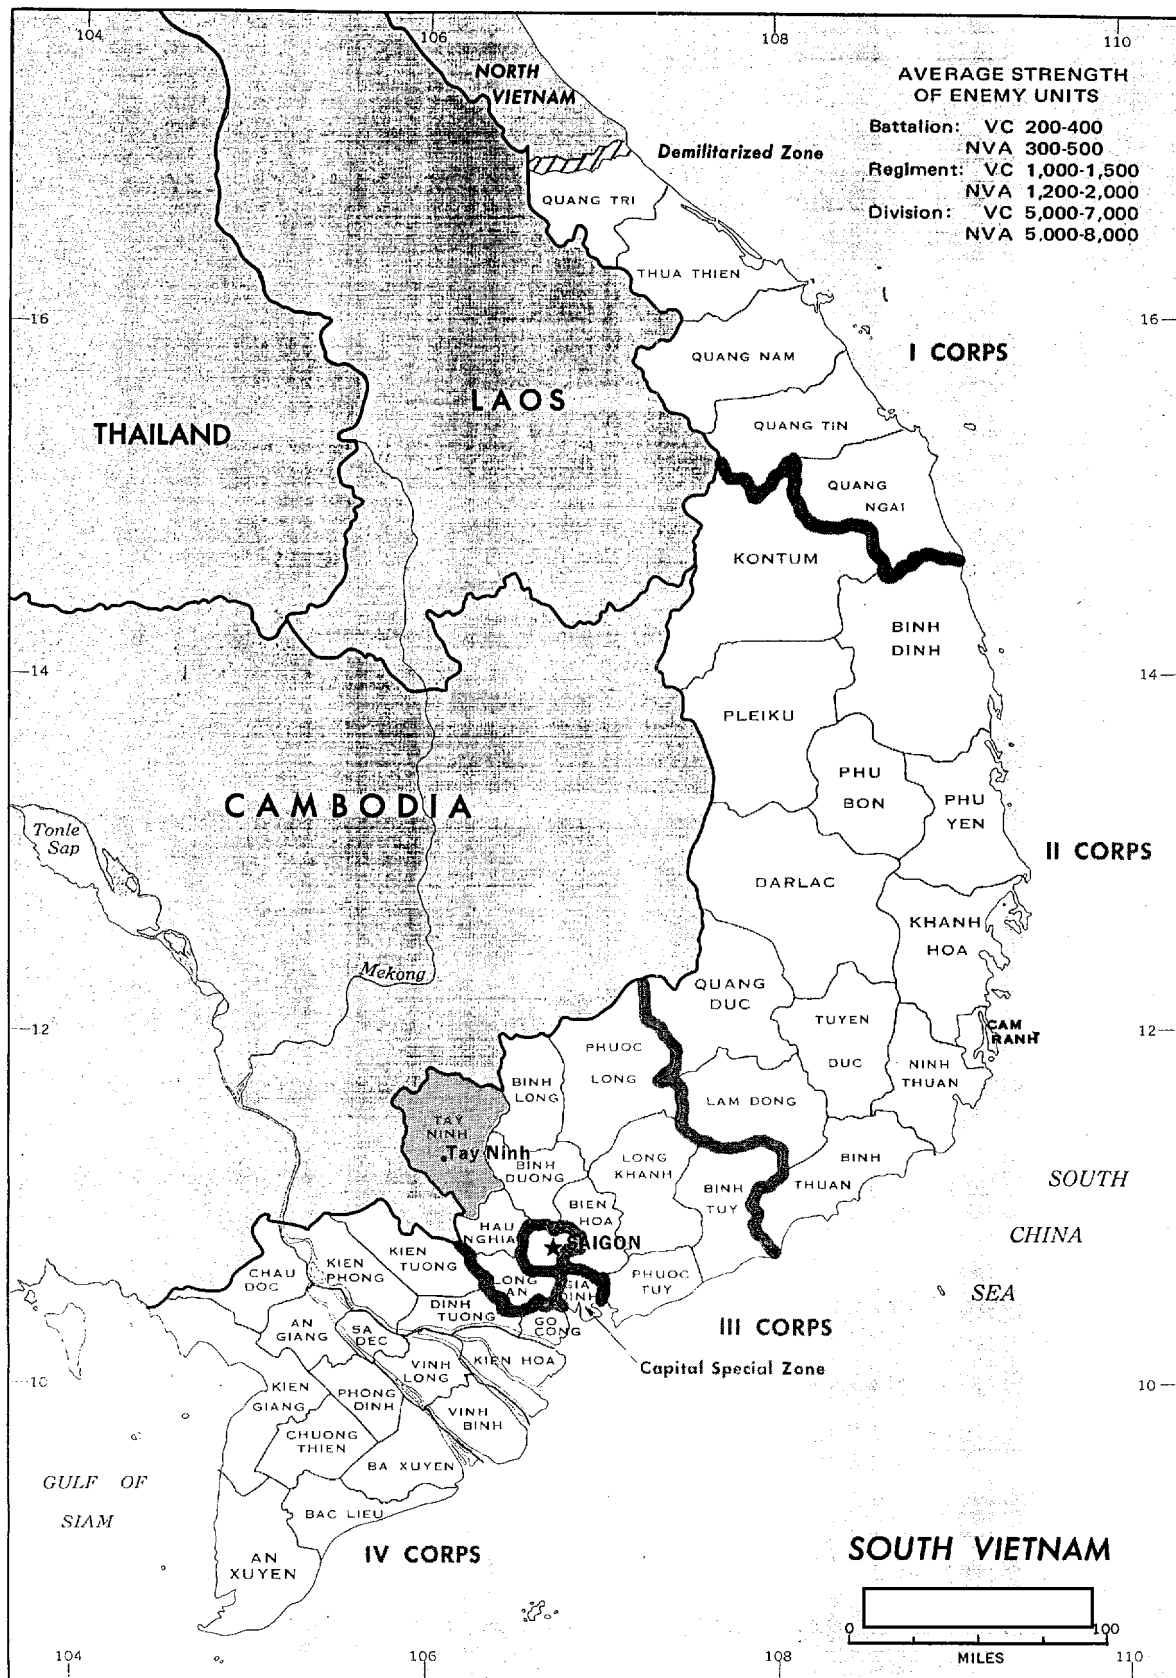 104
106
108
110
NORTH
VIETNAM
AVERAGE STRENGTH
OF ENEMY UNITS
Battalion: VC 200-400
NVA 300-500
Regiment: VC 1,000-1,500
NVA 1,200-2,000
Division: VC 5,000-7,000
NVA 5,000-8,000
Demilitarized Zone
QUANG TRI
THUA THIEN
16
16
I CORPS
QUANG NAM
LAOS
THAILAND
QUANG TIN
QUANG
NGAI
KONTUM
BINH
DINH
14
14
PLEIKU
PHU
BON
PHU
YEN
CAMBODIA
Tonle
Sap
II CORPS
DARLAC
KHANH
HOA
Mekong
QUANG
DUC
TUYEN
DUC
12
12
CAM
RANH
PHUOC
LONG
BINH
LONG
NINH
THUAN
LAM DONG
TAY
NINH
Tay Ninh
BINH
DUONG
LONG
KHANH
BINH
THUAN
BINH
TUY
SOUTH
CHINA
SEA
BIEN
HOA
HAU
NGHIA
SAIGON
KIEN
TUONG
KIEN
PHONG
CHAU
DOC
LONG
AN
GIA
DINH
PHUOC
TUY
DINH
TUONG
GO
CONG
AN
GIANG
SA
DEC
III CORPS
Capital Special Zone
VINH
LONG
KIEN HOA
10
10
KIEN
GIANG
PHONG
DINH
VINH
BINH
CHUONG
THIEN
BA XUYEN
GULF OF
SIAM
BAC LIEU
AN
XUYEN
IV CORPS
SOUTH VIETNAM
0
100
MILES
104
106
108
110